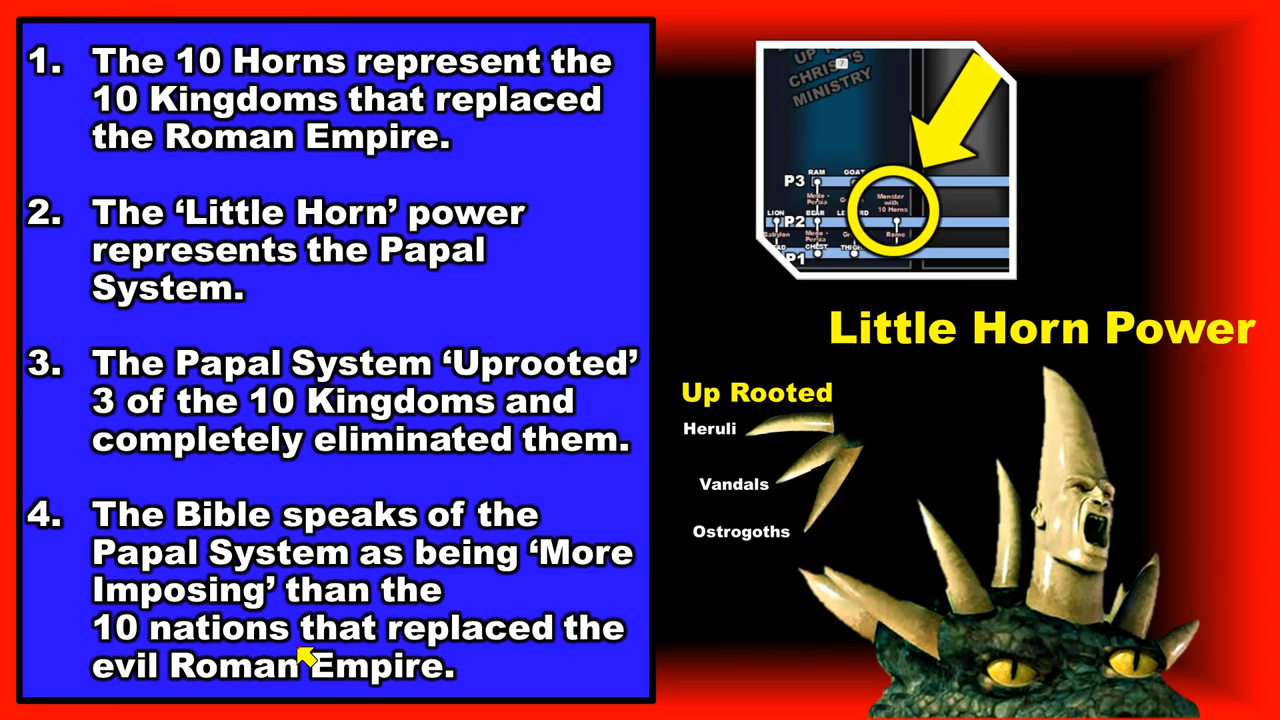 1. The 10 Horns represent the
10 Kingdoms that replaced
the Roman Empire.
2. The ‘Little Horn’ power
represents the Papal
System.
3. The Papal System ‘Uprooted’
3 of the 10 Kingdoms and
completely eliminated them.
4. The Bible speaks of the
Papal System as being ‘More
Imposing’ than the
10 nations that replaced the
evil Roman Empire.
UP
7
CHRIST'S
MINISTRY
RAM
GOAT
P3
Medo -
Persia
Monster
with
10 Horns
LION
P2
BEAR
Babylon
Medo -
Persia
Rome
CHEST
P1
Little Horn Power
Up Rooted
Heruli
Vandals
Ostrogoths